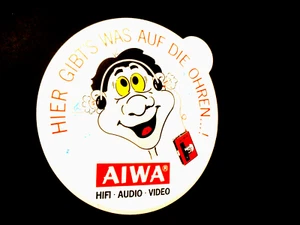 HIER GIBT'S WAS AUF DIE OHREN....!
AIWA®
HIFI · AUDIO · VIDEO